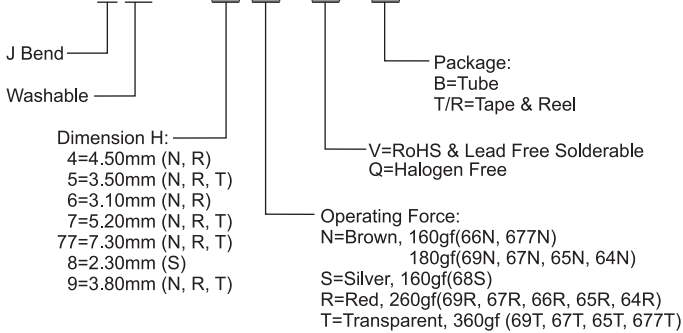 J Bend
Washable
Package:
B=Tube
T/R=Tape & Reel
Dimension H:
4=4.50mm (N, R)
5=3.50mm (N, R, T)
6=3.10mm (N, R)
7=5.20mm (N, R, T)
77=7.30mm (N, R, T)
8=2.30mm (S)
9=3.80mm (N, R, T)
V=RoHS & Lead Free Solderable
Q=Halogen Free
Operating Force:
N=Brown, 160gf(66N, 677N)
180gf(69N, 67N, 65N, 64N)
S=Silver, 160gf(68S)
R=Red, 260gf(69R, 67R, 66R, 65R, 64R)
T=Transparent, 360gf (69T, 67T, 65T, 677T)